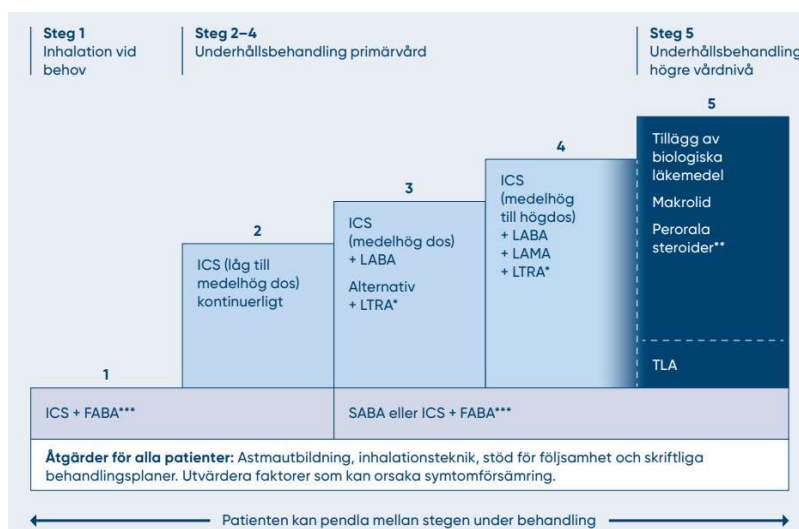 Steg 1
Inhalation vid
behov
Steg 2–4
Underhållsbehandling primärvård
Steg 5
Underhållsbehandling
högre vårdnivå
1
2
ICS (låg till
medelhög dos)
kontinuerligt
3
ICS
(medelhög dos)
+ LABA
Alternativ
+ LTRA*
4
ICS
(medelhög
till högdos)
+ LABA
+ LAMA
+ LTRA*
5
Tillägg av
biologiska
läkemedel
Makrolid
Perorala
steroider**
TLA
ICS + FABA***
SABA eller ICS + FABA***
Åtgärder för alla patienter: Astmautbildning, inhalationsteknik, stöd för följsamhet och skriftliga
behandlingsplaner. Utvärdera faktorer som kan orsaka symtomförsämring.
Patienten kan pendla mellan stegen under behandling